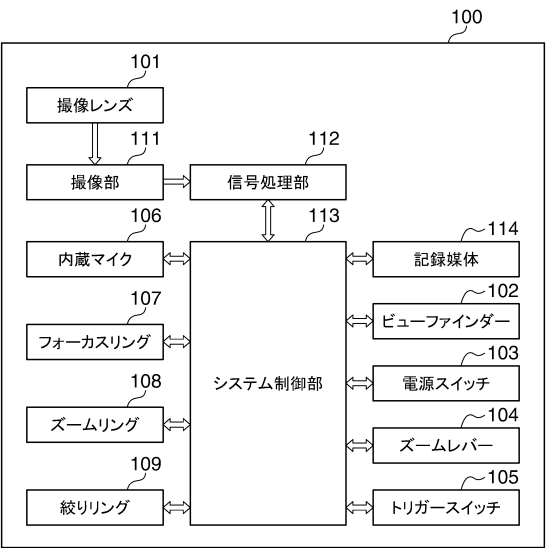 100
101
撮像レンズ
111
撮像部
112
信号処理部
106
内蔵マイク
113
システム制御部
114
記録媒体
107
フォーカスリング
102
ビューファインダー
108
ズームリング
103
電源スイッチ
104
ズームレバー
109
絞りリング
105
トリガースイッチ